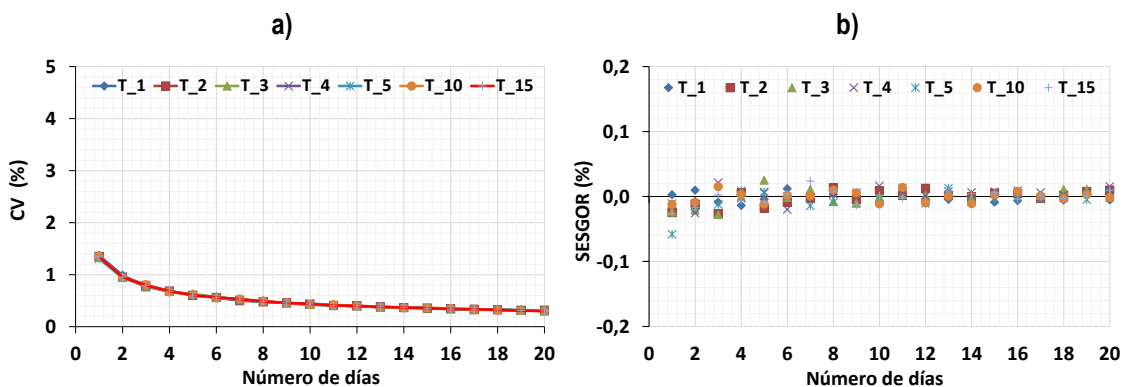 a)
5
4
3
2
1
0
CV (%)
T_1 T_2 T_3 T_4 T_5 T_10 T_15
0 2 4 6 8 10 12 14 16 18 20
Número de días
b)
0,2
0,1
0,0
-0,1
-0,2
SESGOR (%)
T_1 T_2 T_3 T_4 T_5 T_10 T_15
0 2 4 6 8 10 12 14 16 18 20
Número de días